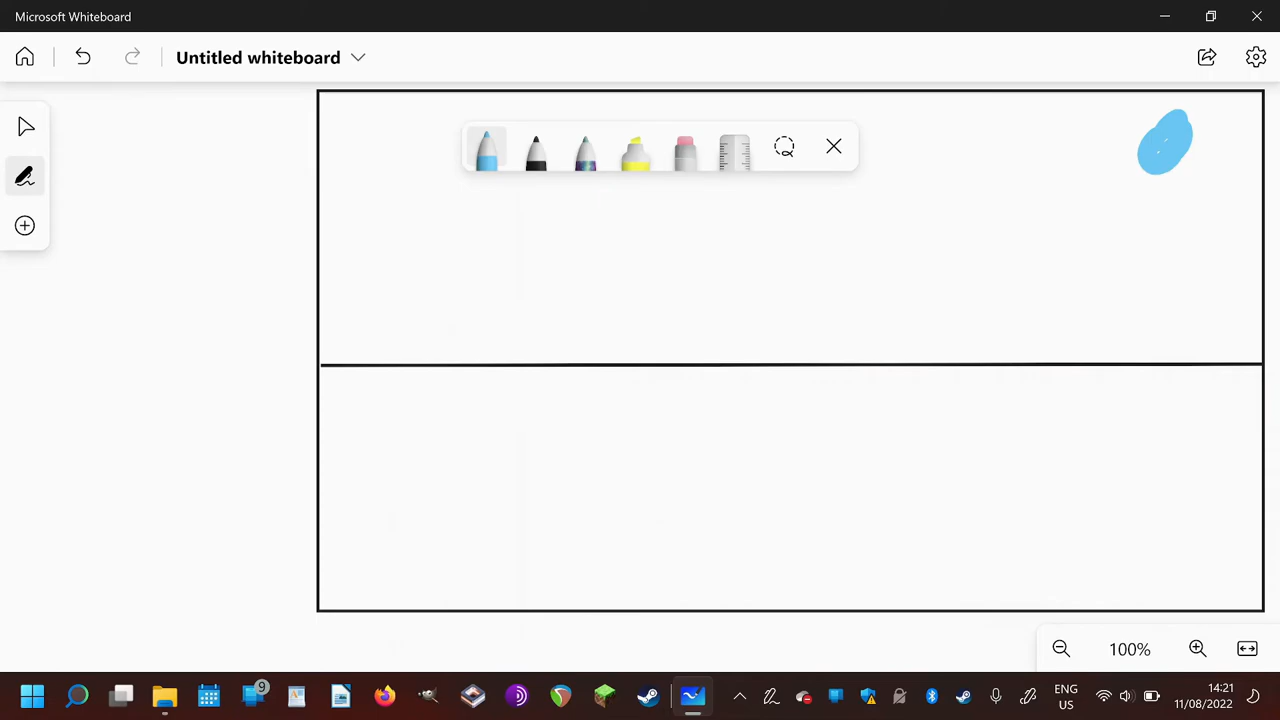 Microsoft Whiteboard
Untitled whiteboard
100%
9
ENG
US
14:21
11/08/2022